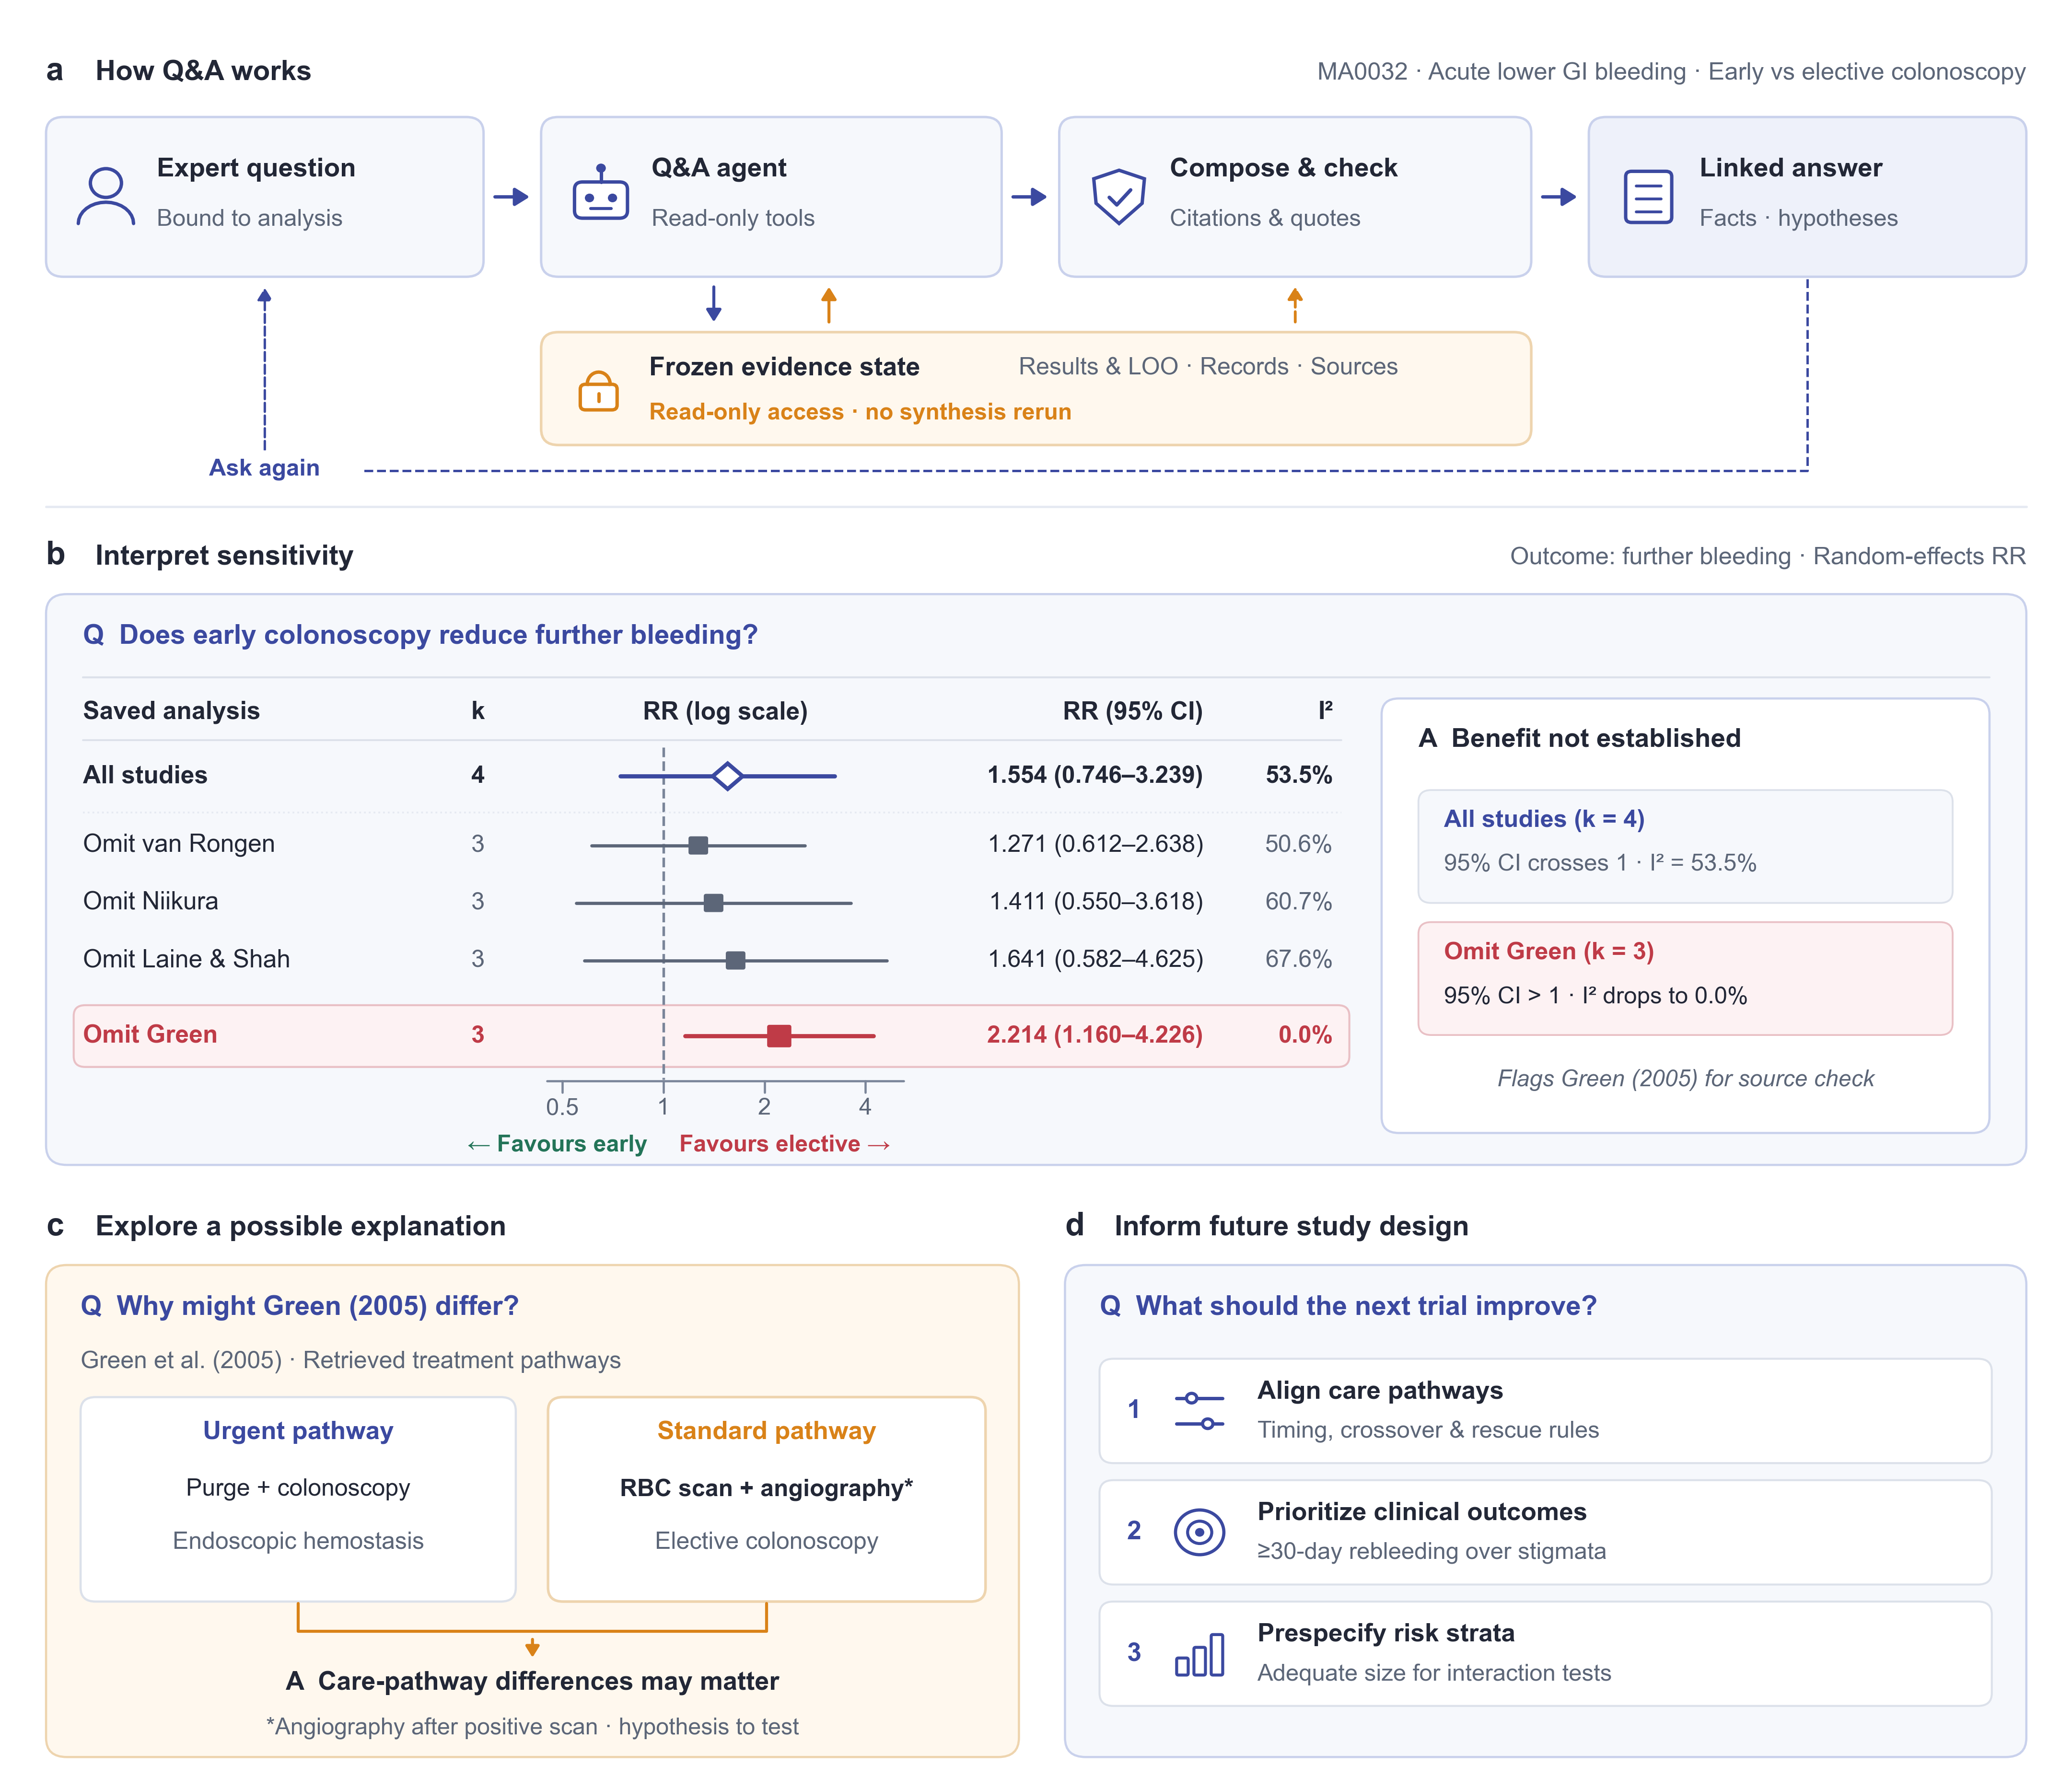 a How Q&A works
MA0032 · Acute lower GI bleeding · Early vs elective colonoscopy
Expert question
Bound to analysis
Q&A agent
Read-only tools
Compose & check
Citations & quotes
Linked answer
Facts · hypotheses
Frozen evidence state
Results & LOO · Records · Sources
Read-only access · no synthesis rerun
Ask again
b Interpret sensitivity
Outcome: further bleeding · Random-effects RR
Q Does early colonoscopy reduce further bleeding?
Saved analysis k RR (log scale) RR (95% CI) I²
All studies 4 1.554 (0.746–3.239) 53.5%
Omit van Rongen 3 1.271 (0.612–2.638) 50.6%
Omit Niikura 3 1.411 (0.550–3.618) 60.7%
Omit Laine & Shah 3 1.641 (0.582–4.625) 67.6%
Omit Green 3 2.214 (1.160–4.226) 0.0%
0.5 1 2 4
← Favours early Favours elective →
A Benefit not established
All studies (k = 4)
95% CI crosses 1 · I² = 53.5%
Omit Green (k = 3)
95% CI > 1 · I² drops to 0.0%
Flags Green (2005) for source check
c Explore a possible explanation
Q Why might Green (2005) differ?
Green et al. (2005) · Retrieved treatment pathways
Urgent pathway
Purge + colonoscopy
Endoscopic hemostasis
Standard pathway
RBC scan + angiography*
Elective colonoscopy
A Care-pathway differences may matter
*Angiography after positive scan · hypothesis to test
d Inform future study design
Q What should the next trial improve?
1 Align care pathways
Timing, crossover & rescue rules
2 Prioritize clinical outcomes
≥30-day rebleeding over stigmata
3 Prespecify risk strata
Adequate size for interaction tests